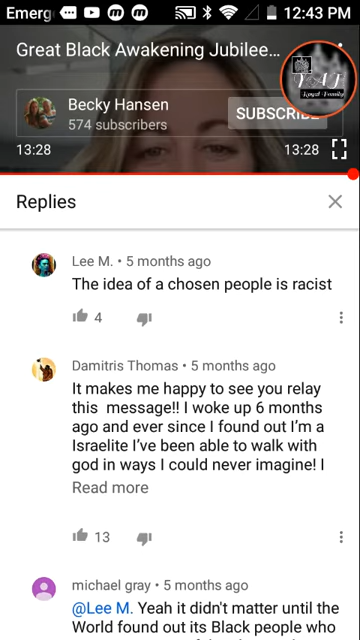 Emerg 12:43 PM
Great Black Awakening Jubilee...
Becky Hansen
574 subscribers
SUBSCRIBE
Y A F
Royal Family
13:28 13:28
Replies
Lee M. • 5 months ago
The idea of a chosen people is racist
4
Damitris Thomas • 5 months ago
It makes me happy to see you relay
this message!! I woke up 6 months
ago and ever since I found out I'm a
Israelite I've been able to walk with
god in ways I could never imagine! I
Read more
13
michael gray • 5 months ago
@Lee M. Yeah it didn't matter until the
World found out its Black people who